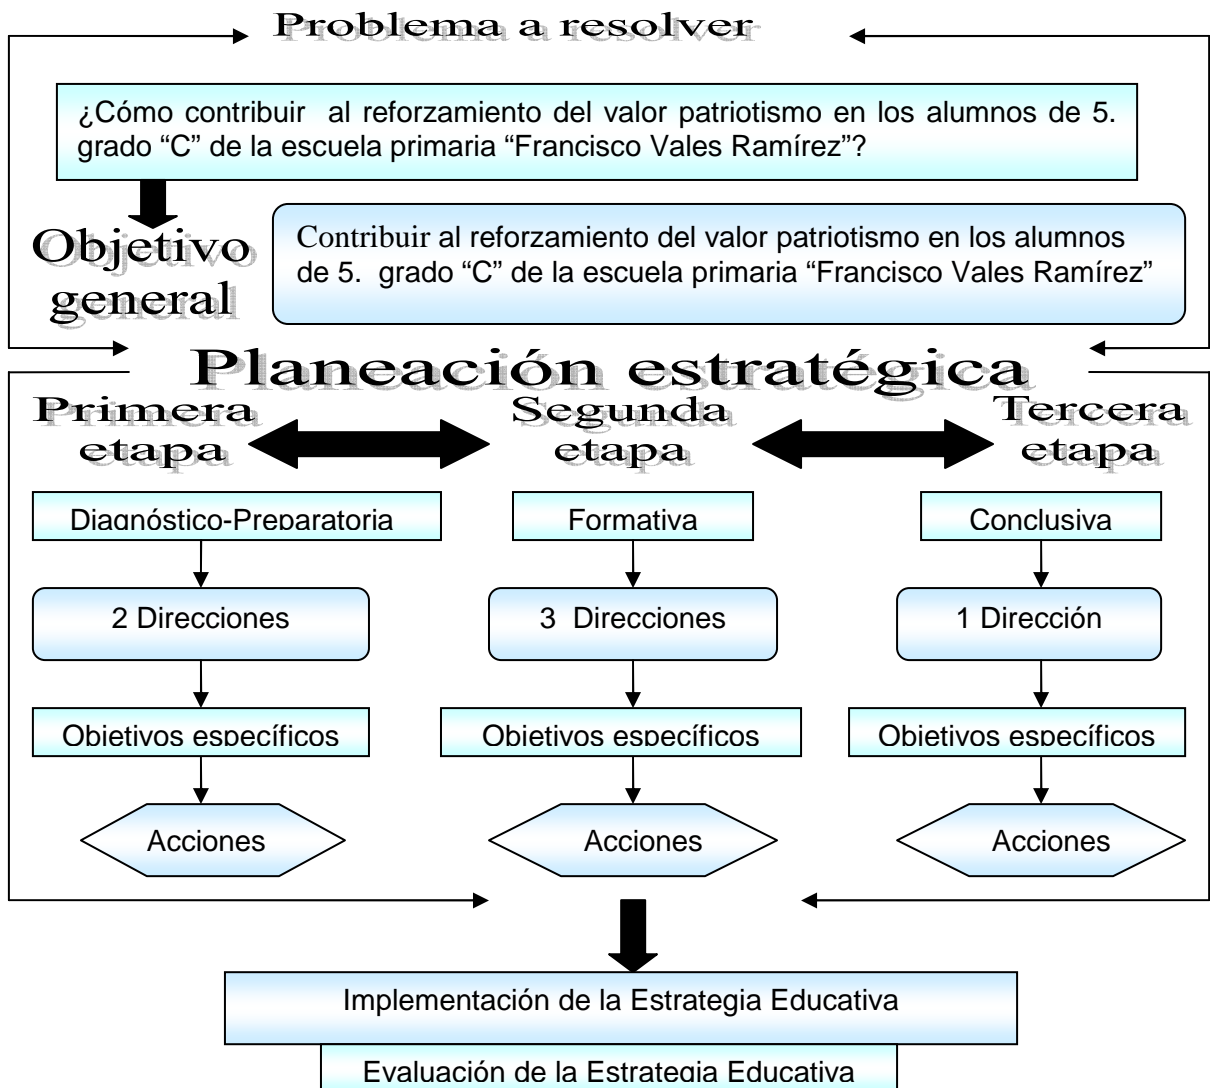 Problema a resolver
¿Cómo contribuir al reforzamiento del valor patriotismo en los alumnos de 5.
grado “C” de la escuela primaria “Francisco Vales Ramírez”?
Objetivo
general
Contribuir al reforzamiento del valor patriotismo en los alumnos
de 5. grado “C” de la escuela primaria “Francisco Vales Ramírez”
Planeación estratégica
Primera
etapa
Segunda
etapa
Tercera
etapa
Diagnóstico-Preparatoria
Formativa
Conclusiva
2 Direcciones
3 Direcciones
1 Dirección
Objetivos específicos
Objetivos específicos
Objetivos específicos
Acciones
Acciones
Acciones
Implementación de la Estrategia Educativa
Evaluación de la Estrategia Educativa